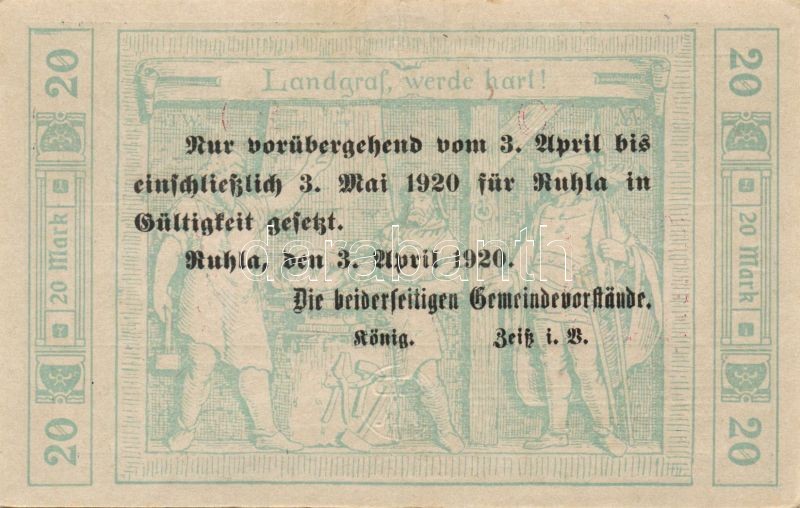 20
20
Landgraf, werde hart!
T.W.
Nur vorübergehend vom 3. April bis
einschließlich 3. Mai 1920 für Ruhla in
Gültigkeit gesetzt.
Ruhla, den 3. April 1920.
Die beiderseitigen Gemeindevorstände.
König. Zeiß i. V.
20 Mark
20 Mark
20
20
darabanth